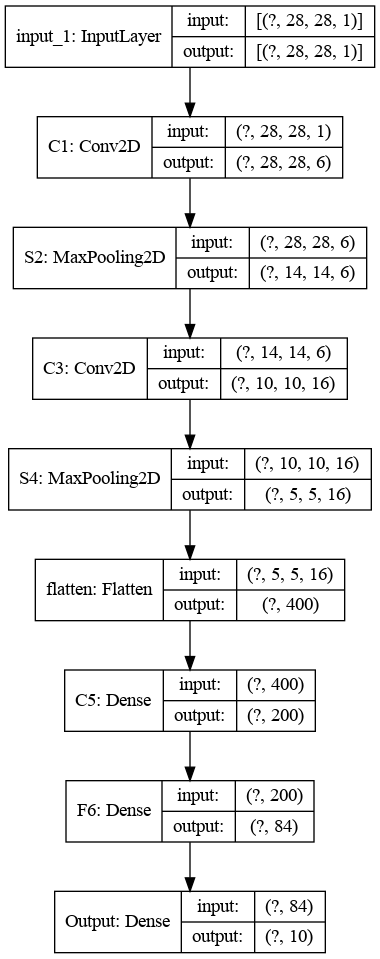 input_1: InputLayer
input: [(?, 28, 28, 1)]
output: [(?, 28, 28, 1)]
C1: Conv2D
input: (?, 28, 28, 1)
output: (?, 28, 28, 6)
S2: MaxPooling2D
input: (?, 28, 28, 6)
output: (?, 14, 14, 6)
C3: Conv2D
input: (?, 14, 14, 6)
output: (?, 10, 10, 16)
S4: MaxPooling2D
input: (?, 10, 10, 16)
output: (?, 5, 5, 16)
flatten: Flatten
input: (?, 5, 5, 16)
output: (?, 400)
C5: Dense
input: (?, 400)
output: (?, 200)
F6: Dense
input: (?, 200)
output: (?, 84)
Output: Dense
input: (?, 84)
output: (?, 10)